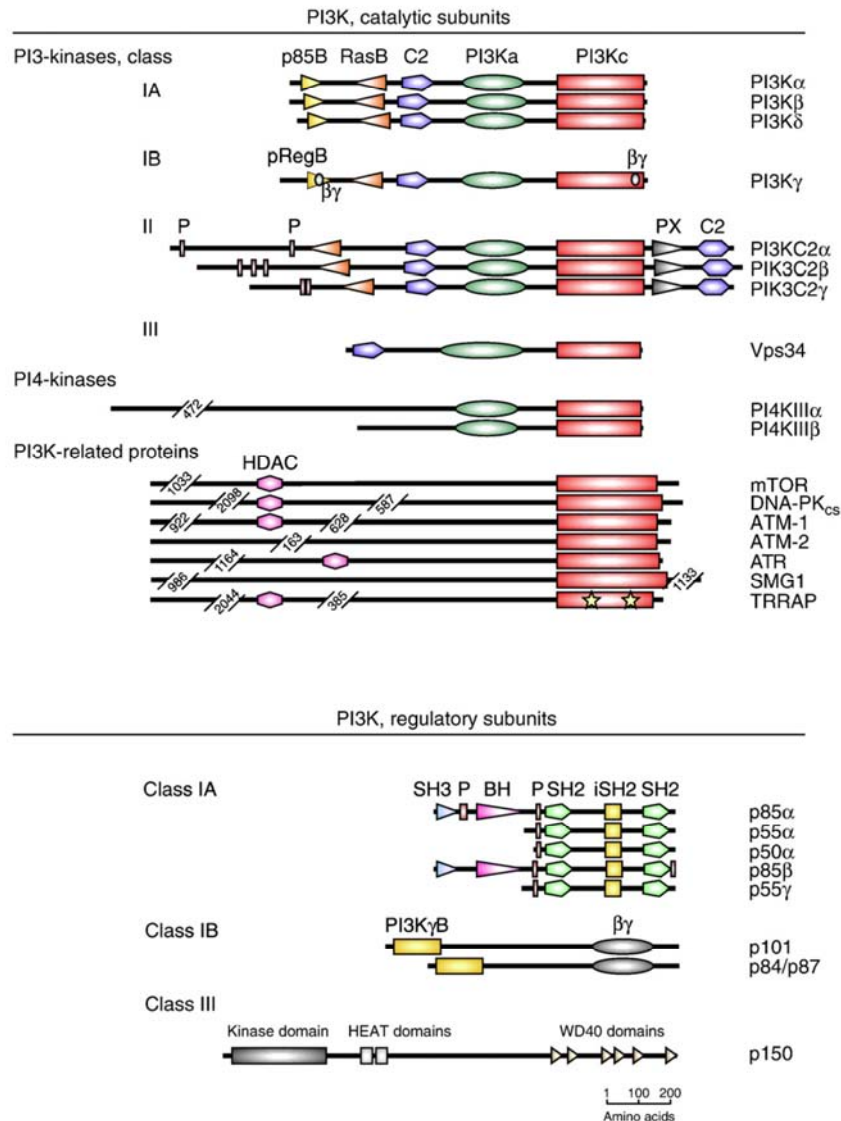 PI3K, catalytic subunits
PI3-kinases, class p85B RasB C2 PI3Ka PI3Kc
IA PI3Kα
PI3Kβ
PI3Kδ
IB pRegB βγ βγ PI3Kγ
II P P PX C2
PI3KC2α
PIK3C2β
PIK3C2γ
III
Vps34
PI4-kinases
472 PI4KIIIα
PI4KIIIβ
PI3K-related proteins
HDAC
1033 mTOR
2098 587 DNA-PKcs
922 628 ATM-1
163 ATM-2
1164 ATR
986 1133 SMG1
2044 385 TRRAP
PI3K, regulatory subunits
Class IA SH3 P BH P SH2 iSH2 SH2
p85α
p55α
p50α
p85β
p55γ
Class IB PI3KγB βγ
p101
p84/p87
Class III
Kinase domain HEAT domains WD40 domains
p150
1 100 200
Amino acids